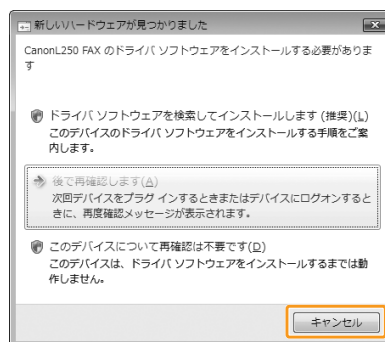 新しいハードウェアが見つかりました
CanonL250 FAX のドライバ ソフトウェアをインストールする必要がありま
す
ドライバ ソフトウェアを検索してインストールします (推奨)(L)
このデバイスのドライバ ソフトウェアをインストールする手順をご案
内します。
後で再確認します(A)
次回デバイスをプラグ インするときまたはデバイスにログオンすると
きに、再度確認メッセージが表示されます。
このデバイスについて再確認は不要です(D)
このデバイスは、ドライバ ソフトウェアをインストールするまでは動
作しません。
キャンセル